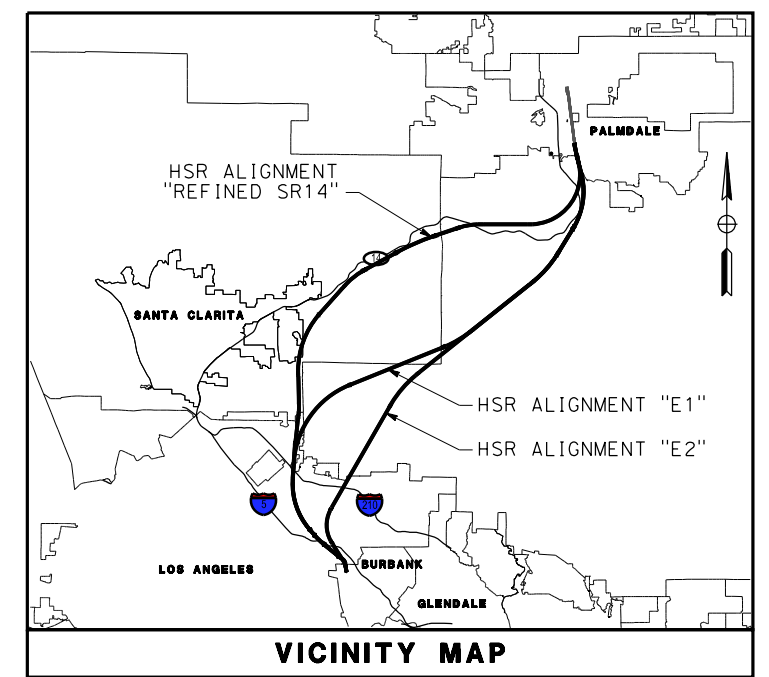 PALMDALE
HSR ALIGNMENT
"REFINED SR14"
14
SANTA CLARITA
HSR ALIGNMENT "E1"
HSR ALIGNMENT "E2"
5
210
LOS ANGELES
BURBANK
GLENDALE
VICINITY MAP